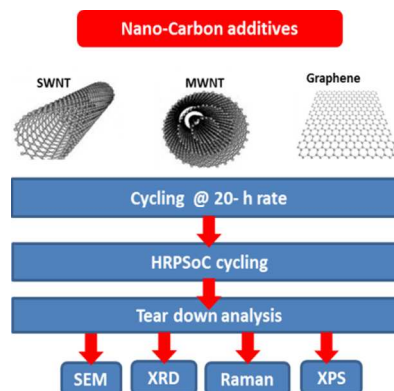 Nano-Carbon additives
SWNT
MWNT
Graphene
Cycling @ 20- h rate
HRPSoC cycling
Tear down analysis
SEM
XRD
Raman
XPS